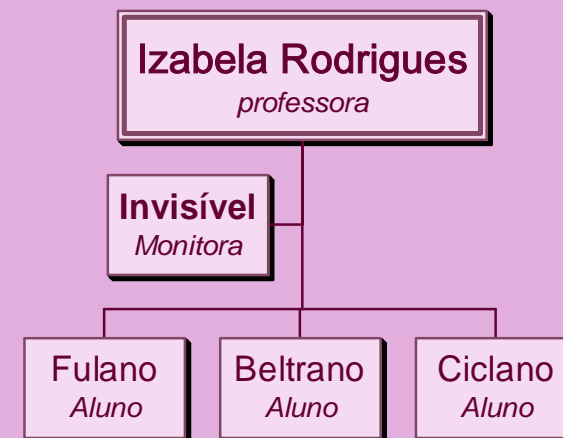 Izabela Rodrigues
professora
Invisível
Monitora
Fulano
Aluno
Beltrano
Aluno
Ciclano
Aluno